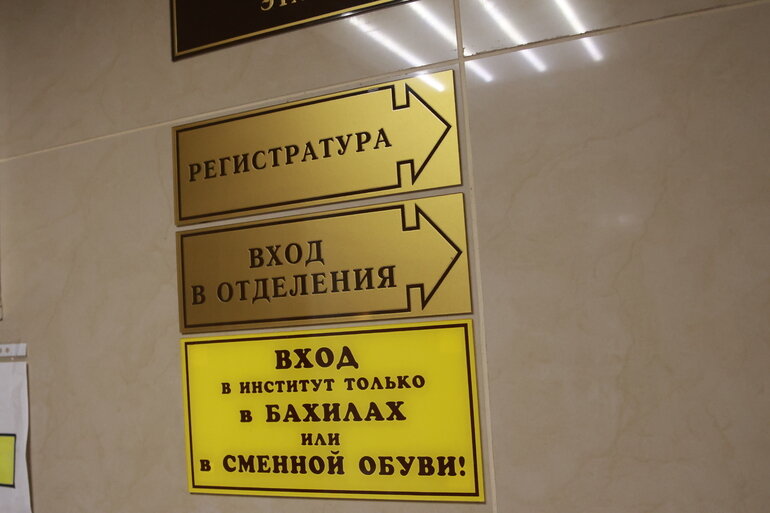 РЕГИСТРАТУРА
ВХОД
В ОТДЕЛЕНИЯ
ВХОД
В ИНСТИТУТ ТОЛЬКО
В БАХИЛАХ
ИЛИ
В СМЕННОЙ ОБУВИ!